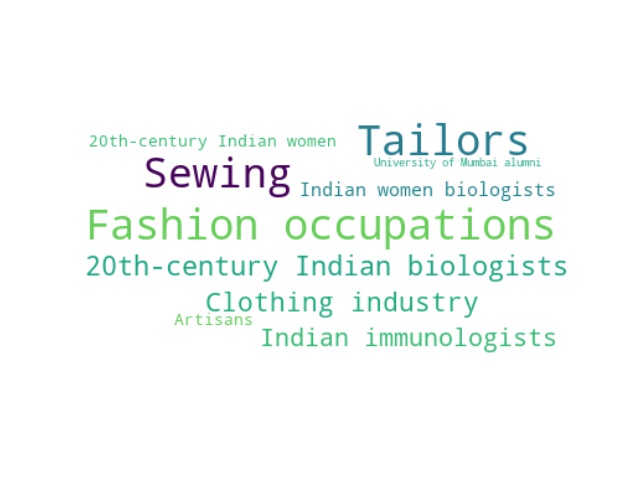 20th-century Indian women
Tailors
University of Mumbai alumni
Sewing
Indian women biologists
Fashion occupations
20th-century Indian biologists
Clothing industry
Artisans
Indian immunologists